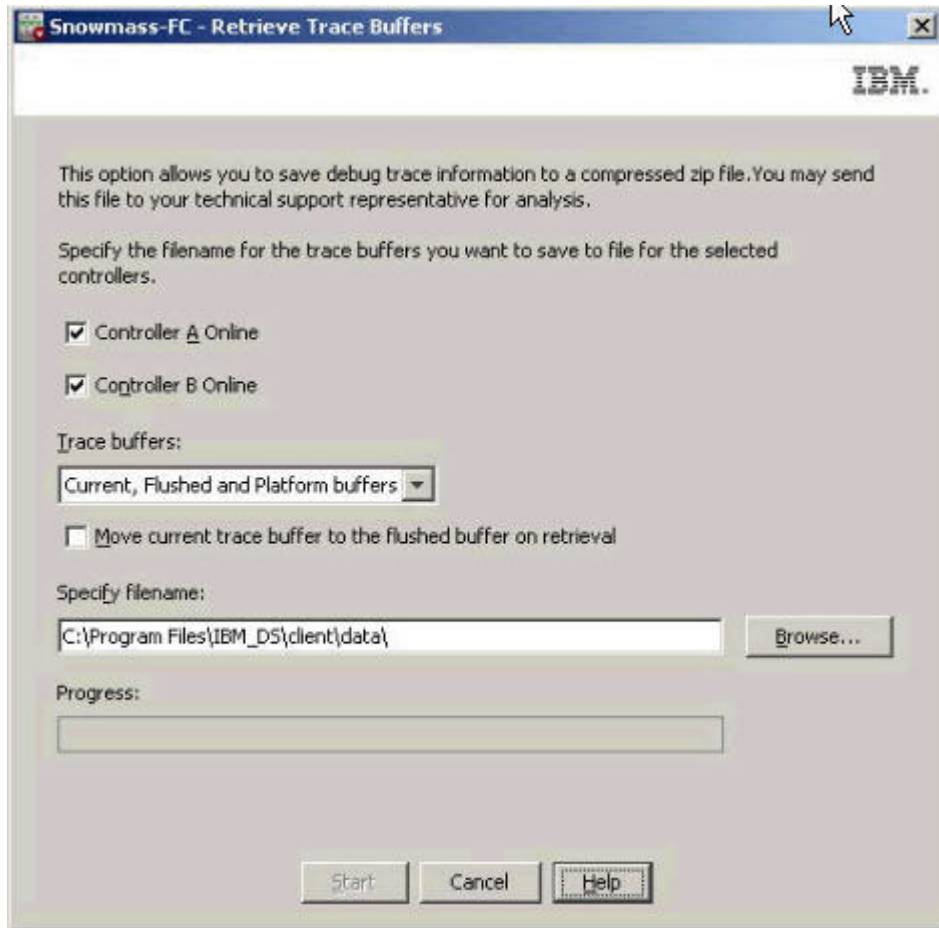 Snowmass-FC - Retrieve Trace Buffers
IBM.
This option allows you to save debug trace information to a compressed zip file.You may send
this file to your technical support representative for analysis.
Specify the filename for the trace buffers you want to save to file for the selected
controllers.
Controller A Online
Controller B Online
Trace buffers:
Current, Flushed and Platform buffers
Move current trace buffer to the flushed buffer on retrieval
Specify filename:
C:\Program Files\IBM_DS\client\data\
Browse...
Progress:
Start Cancel Help